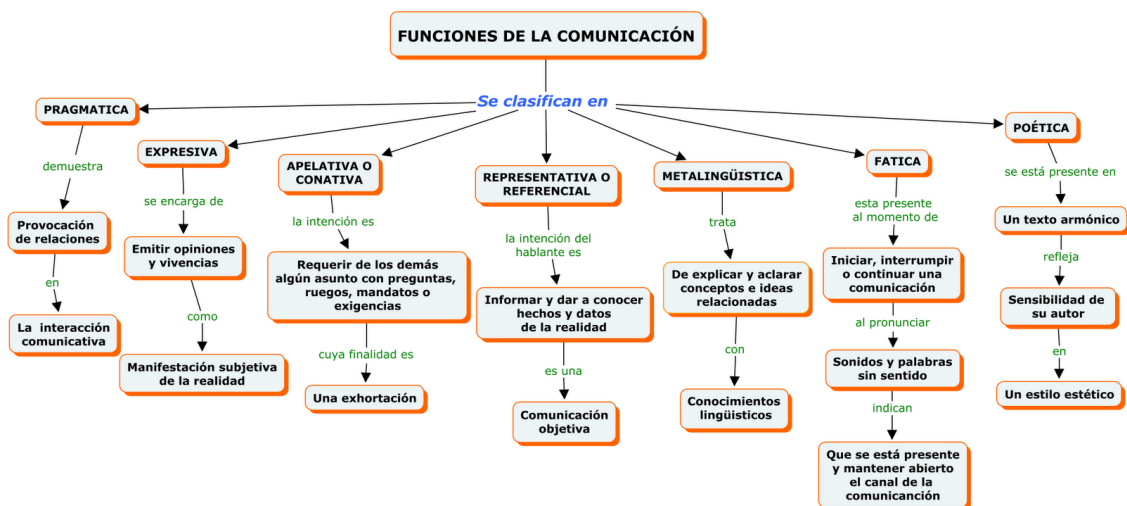 FUNCIONES DE LA COMUNICACIÓN
Se clasifican en
PRAGMATICA
demuestra
Provocación
de relaciones
en
La interacción
comunicativa
EXPRESIVA
se encarga de
Emitir opiniones
y vivencias
como
Manifestación subjetiva
de la realidad
APELATIVA O
CONATIVA
la intención es
Requerir de los demás
algún asunto con preguntas,
ruegos, mandatos o
exigencias
cuya finalidad es
Una exhortación
REPRESENTATIVA O
REFERENCIAL
la intención del
hablante es
Informar y dar a conocer
hechos y datos
de la realidad
es una
Comunicación
objetiva
METALINGÜISTICA
trata
De explicar y aclarar
conceptos e ideas
relacionadas
con
Conocimientos
lingüisticos
FATICA
esta presente
al momento de
Iniciar, interrumpir
o continuar una
comunicación
al pronunciar
Sonidos y palabras
sin sentido
indican
Que se está presente
y mantener abierto
el canal de la
comunicanción
POÉTICA
se está presente en
Un texto armónico
refleja
Sensibilidad de
su autor
en
Un estilo estético